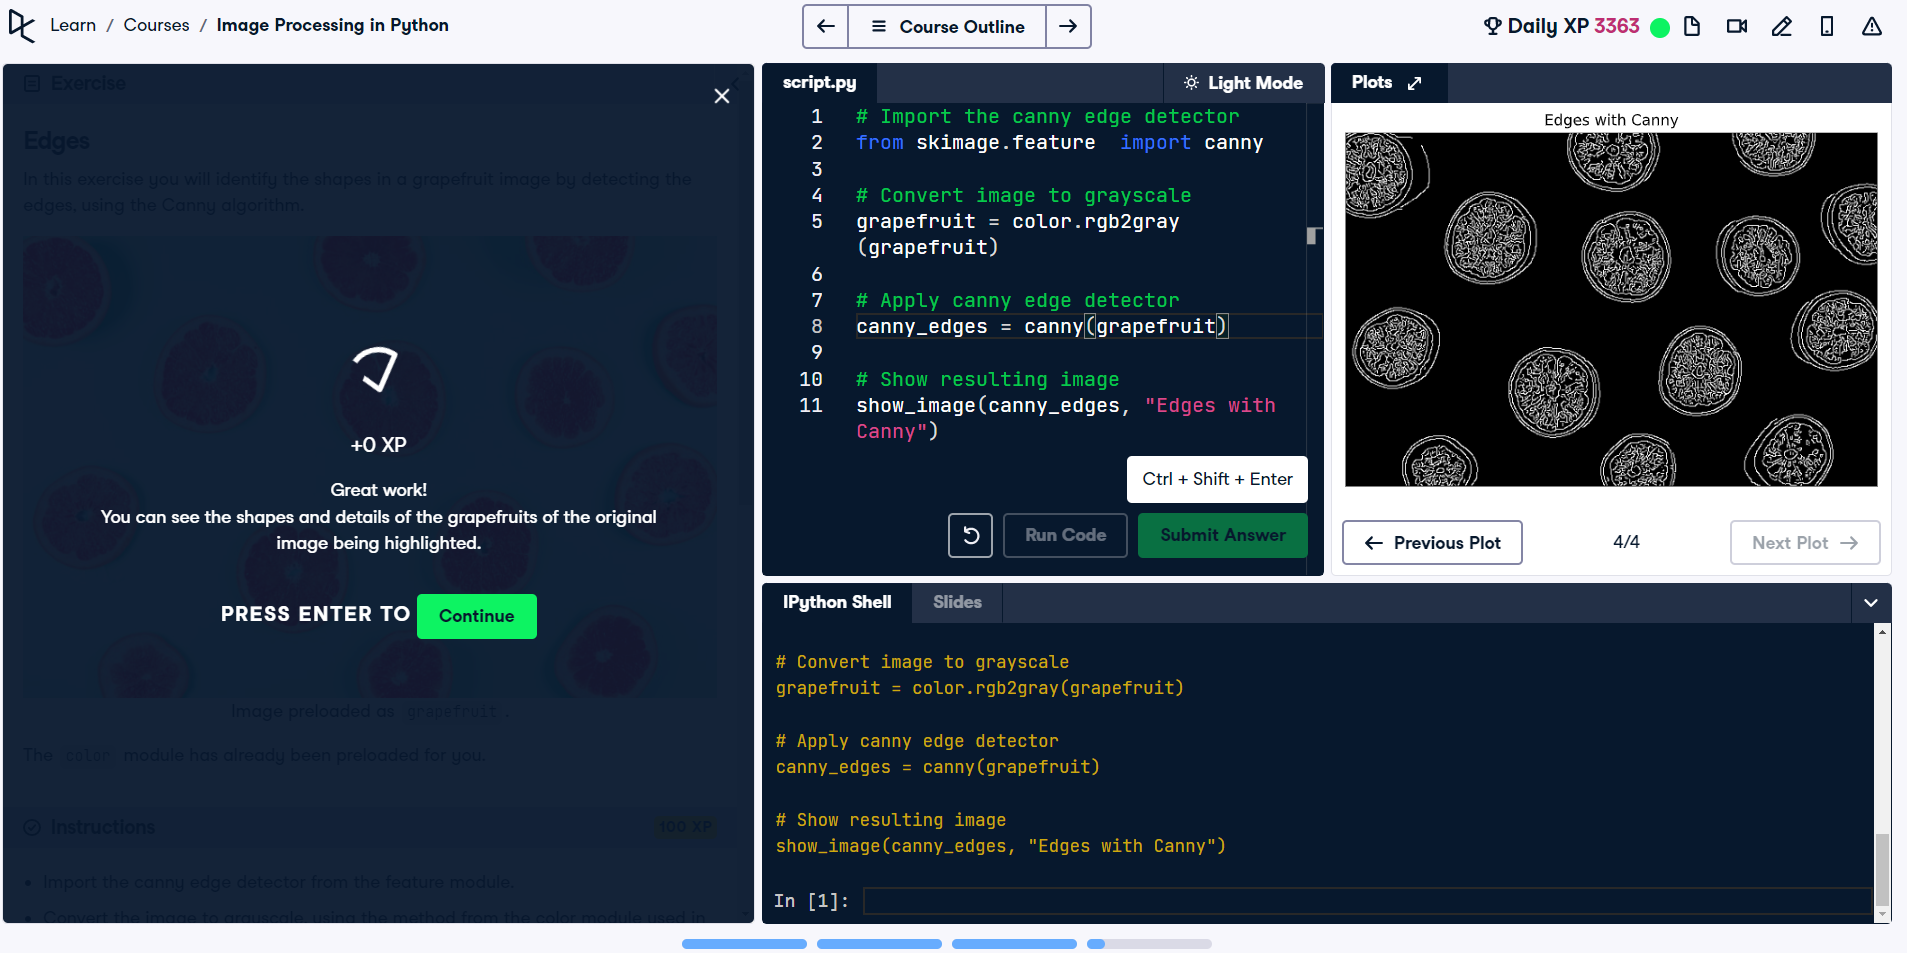 Learn / Courses / Image Processing in Python
Course Outline
Daily XP 3363
Exercise
Edges
In this exercise you will identify the shapes in a grapefruit image by detecting the
edges, using the Canny algorithm.
+0 XP
Great work!
You can see the shapes and details of the grapefruits of the original
image being highlighted.
PRESS ENTER TO Continue
Image preloaded as grapefruit .
The color module has already been preloaded for you.
Instructions
100 XP
• Import the canny edge detector from the feature module.
• Convert the image to grayscale, using the method from the color module used in
script.py
Light Mode
1 # Import the canny edge detector
2 from skimage.feature  import canny
3
4 # Convert image to grayscale
5 grapefruit = color.rgb2gray
(grapefruit)
6
7 # Apply canny edge detector
8 canny_edges = canny(grapefruit)
9
10 # Show resulting image
11 show_image(canny_edges, "Edges with
Canny")
Ctrl + Shift + Enter
Run Code
Submit Answer
Plots
Edges with Canny
Previous Plot
4/4
Next Plot
IPython Shell
Slides
# Convert image to grayscale
grapefruit = color.rgb2gray(grapefruit)
# Apply canny edge detector
canny_edges = canny(grapefruit)
# Show resulting image
show_image(canny_edges, "Edges with Canny")
In [1]: